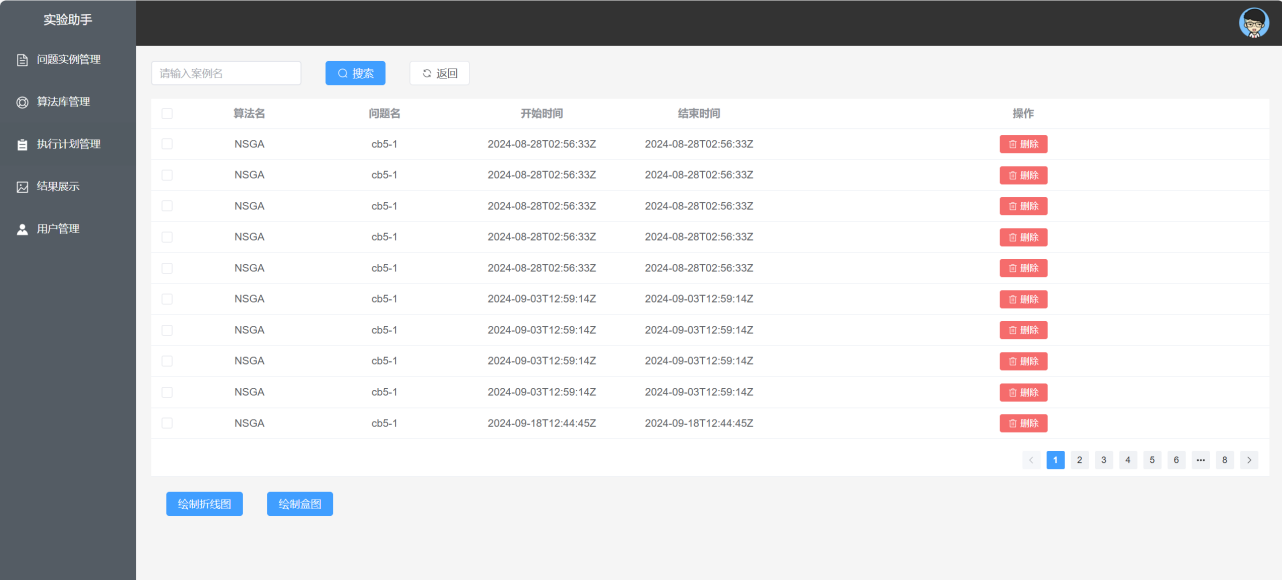 实验助手
问题实例管理
算法库管理
执行计划管理
结果展示
用户管理
请输入案例名 搜索 返回
算法名 问题名 开始时间 结束时间 操作
NSGA cb5-1 2024-08-28T02:56:33Z 2024-08-28T02:56:33Z 删除
NSGA cb5-1 2024-08-28T02:56:33Z 2024-08-28T02:56:33Z 删除
NSGA cb5-1 2024-08-28T02:56:33Z 2024-08-28T02:56:33Z 删除
NSGA cb5-1 2024-08-28T02:56:33Z 2024-08-28T02:56:33Z 删除
NSGA cb5-1 2024-08-28T02:56:33Z 2024-08-28T02:56:33Z 删除
NSGA cb5-1 2024-09-03T12:59:14Z 2024-09-03T12:59:14Z 删除
NSGA cb5-1 2024-09-03T12:59:14Z 2024-09-03T12:59:14Z 删除
NSGA cb5-1 2024-09-03T12:59:14Z 2024-09-03T12:59:14Z 删除
NSGA cb5-1 2024-09-03T12:59:14Z 2024-09-03T12:59:14Z 删除
NSGA cb5-1 2024-09-18T12:44:45Z 2024-09-18T12:44:45Z 删除
1 2 3 4 5 6 ••• 8
绘制折线图 绘制盒图